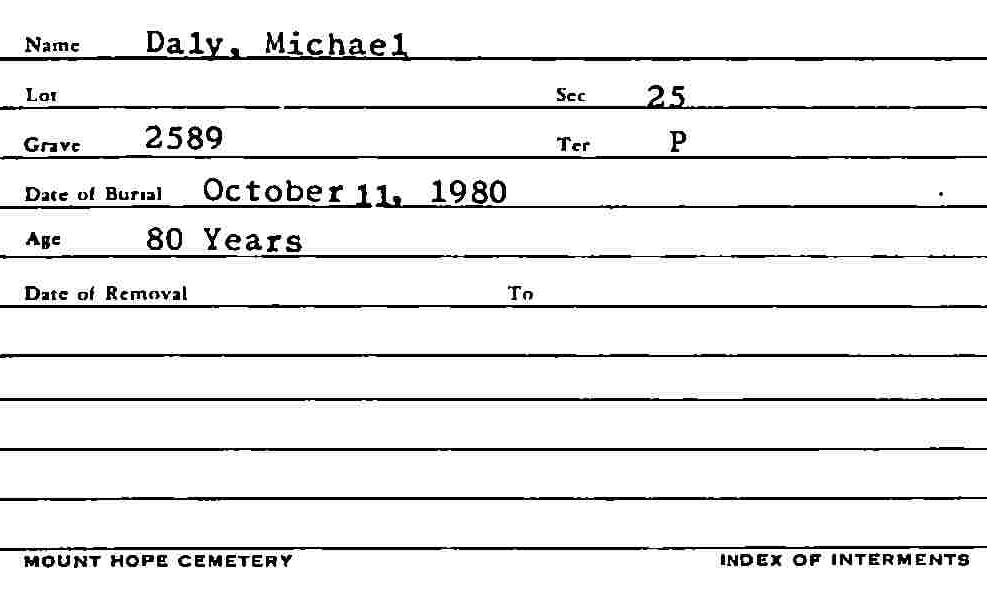 Name Daly, Michael
Lot Sec 25
Grave 2589 Ter P
Date of Burial October 11, 1980
Age 80 Years
Date of Removal To
MOUNT HOPE CEMETERY INDEX OF INTERMENTS